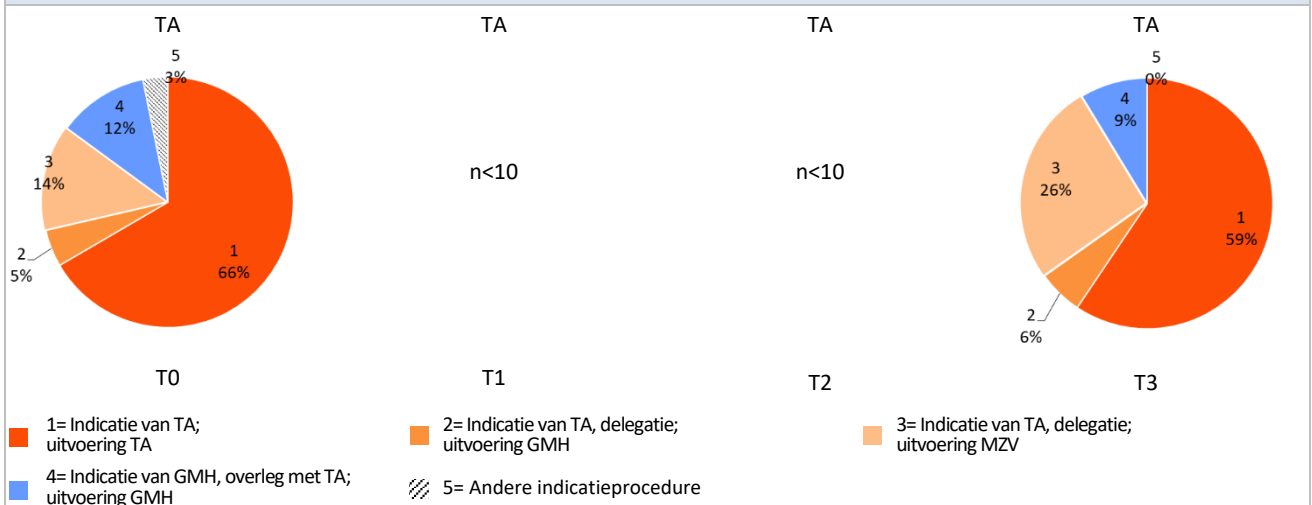 TA
TA
TA
TA
5
3%
4
12%
3
14%
2
5%
1
66%
n<10
n<10
5
0%
4
9%
3
26%
1
59%
2
6%
T0
T1
T2
T3
1= Indicatie van TA;
uitvoering TA
2= Indicatie van TA, delegatie;
uitvoering GMH
3= Indicatie van TA, delegatie;
uitvoering MZV
4= Indicatie van GMH, overleg met TA;
uitvoering GMH
5= Andere indicatieprocedure